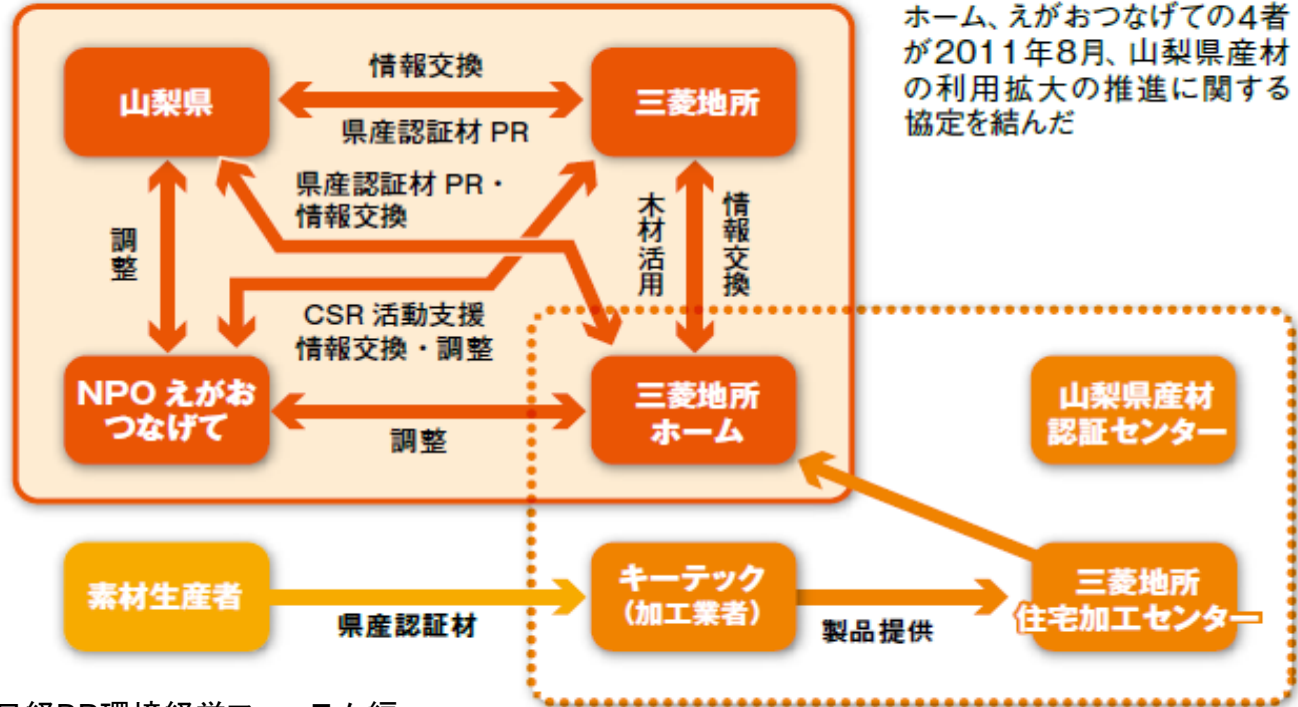 ホーム、えがおつなげての4者
が2011年8月、山梨県産材
の利用拡大の推進に関する
協定を結んだ
山梨県
情報交換
県産認証材 PR
三菱地所
県産認証材 PR・
情報交換
調整
木材活用
情報交換
CSR 活動支援
情報交換・調整
NPO えがお
つなげて
調整
三菱地所
ホーム
山梨県産材
認証センター
素材生産者
県産認証材
キーテック
(加工業者)
製品提供
三菱地所
住宅加工センター